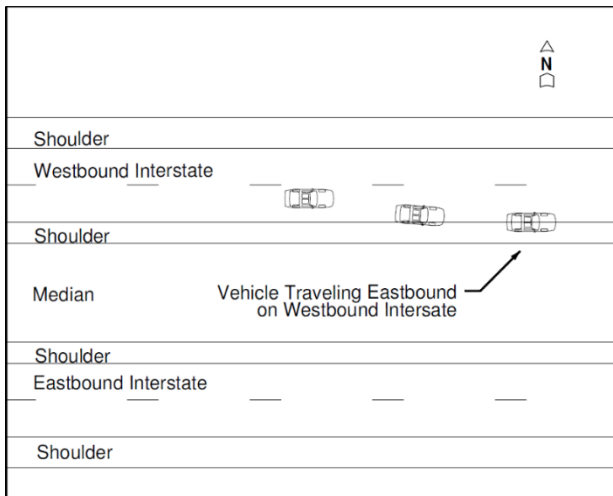 N
Shoulder
Westbound Interstate
Shoulder
Median
Vehicle Traveling Eastbound
on Westbound Intersate
Shoulder
Eastbound Interstate
Shoulder